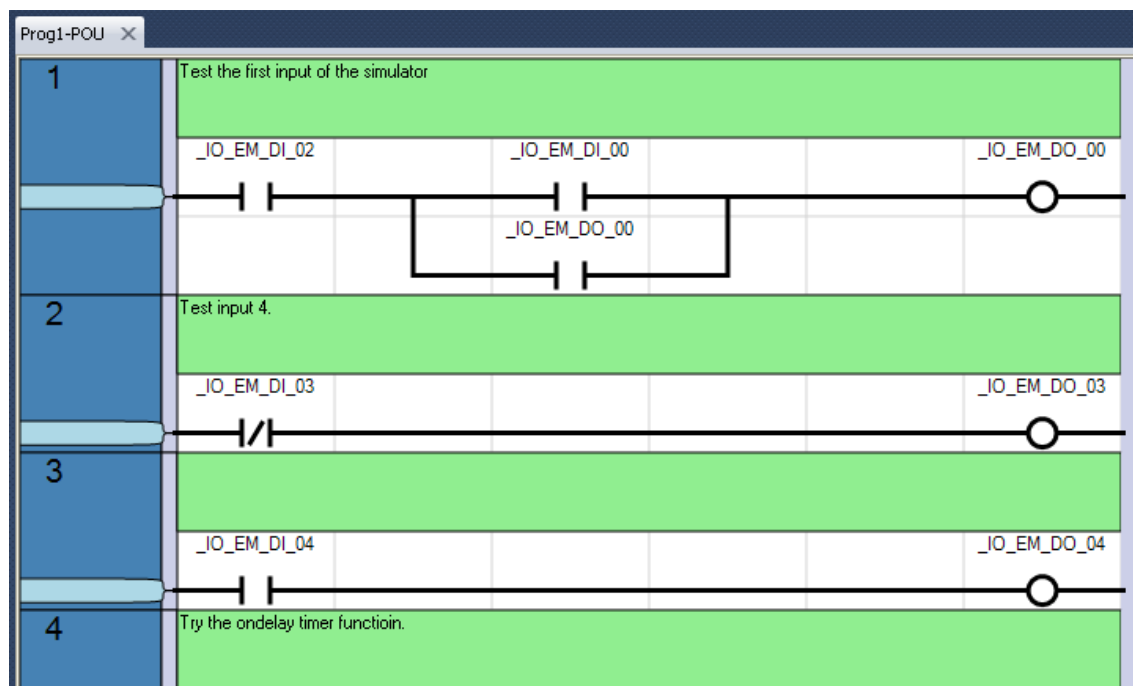 Prog1-POU
1
Test the first input of the simulator
_IO_EM_DI_02 _IO_EM_DI_00 _IO_EM_DO_00
_IO_EM_DO_00
2
Test input 4.
_IO_EM_DI_03 _IO_EM_DO_03
3
_IO_EM_DI_04 _IO_EM_DO_04
4
Try the ondelay timer functioin.